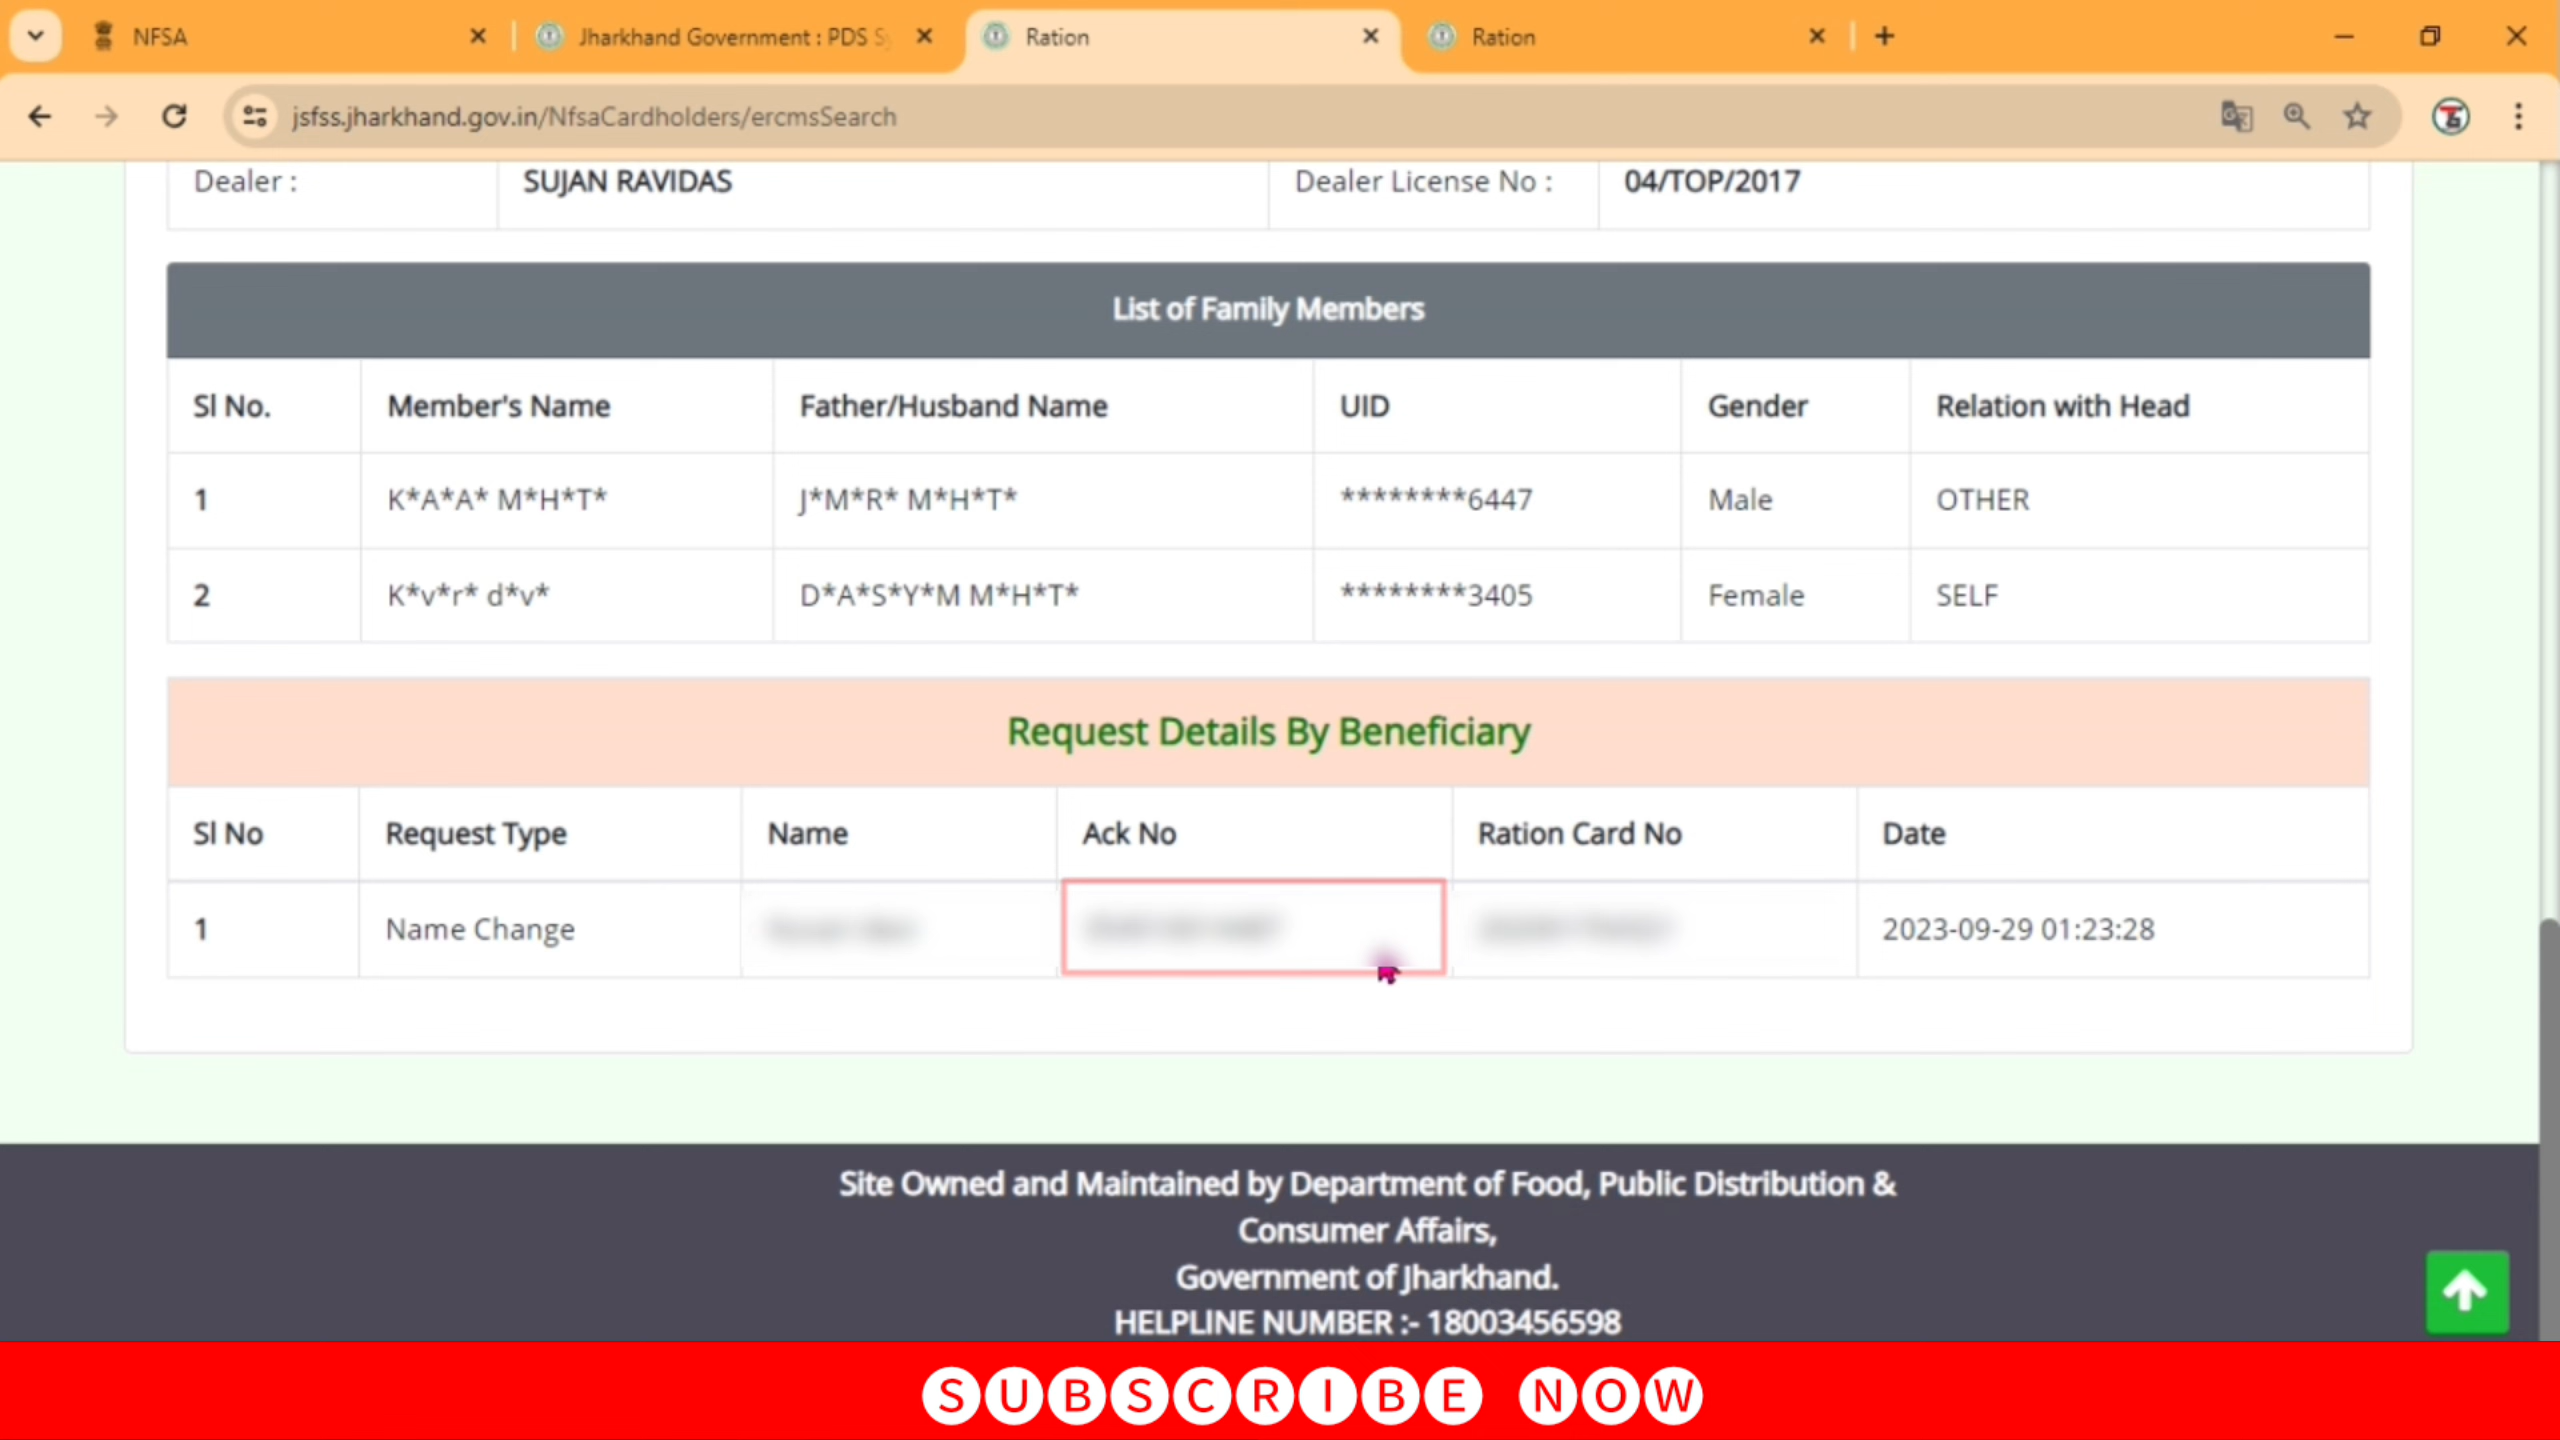 NFSA
Jharkhand Government : PDS S
Ration
Ration
jsfss.jharkhand.gov.in/NfsaCardholders/ercmsSearch
Dealer : SUJAN RAVIDAS Dealer License No : 04/TOP/2017
List of Family Members
Sl No. Member's Name Father/Husband Name UID Gender Relation with Head
1 K*A*A* M*H*T* J*M*R* M*H*T* ********6447 Male OTHER
2 K*v*r* d*v* D*A*S*Y*M M*H*T* ********3405 Female SELF
Request Details By Beneficiary
Sl No Request Type Name Ack No Ration Card No Date
1 Name Change 2023-09-29 01:23:28
Site Owned and Maintained by Department of Food, Public Distribution &
Consumer Affairs,
Government of Jharkhand.
HELPLINE NUMBER :- 18003456598
SUBSCRIBE NOW